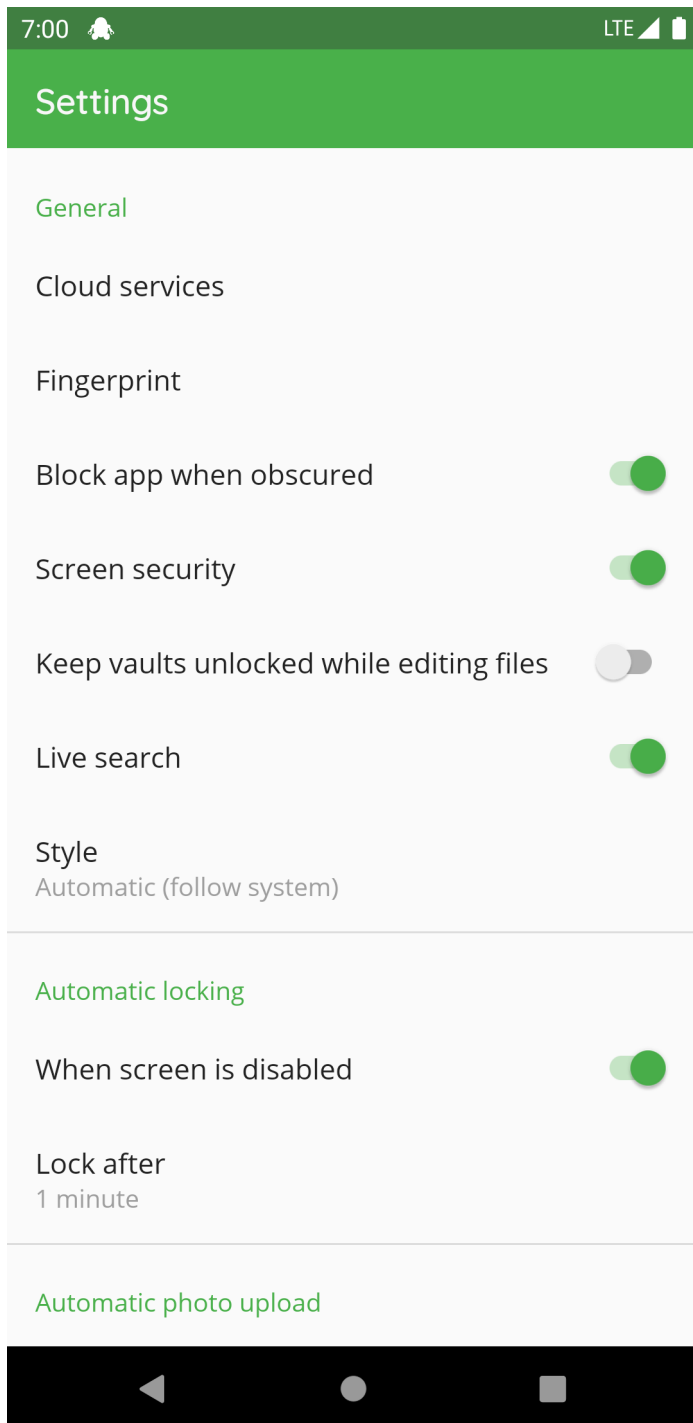 7:00 LTE
Settings
General
Cloud services
Fingerprint
Block app when obscured
Screen security
Keep vaults unlocked while editing files
Live search
Style
Automatic (follow system)
Automatic locking
When screen is disabled
Lock after
1 minute
Automatic photo upload